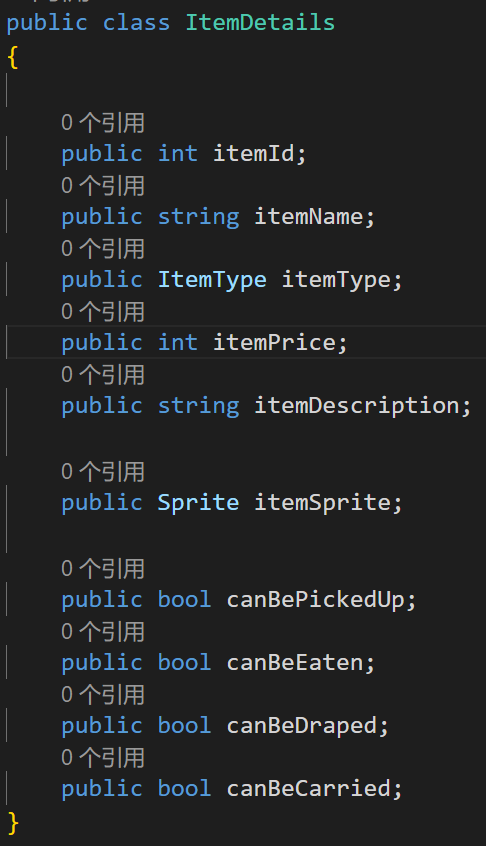 public class ItemDetails
{
0 个引用
public int itemId;
0 个引用
public string itemName;
0 个引用
public ItemType itemType;
0 个引用
public int itemPrice;
0 个引用
public string itemDescription;
0 个引用
public Sprite itemSprite;
0 个引用
public bool canBePickedUp;
0 个引用
public bool canBeEaten;
0 个引用
public bool canBeDraped;
0 个引用
public bool canBeCarried;
}